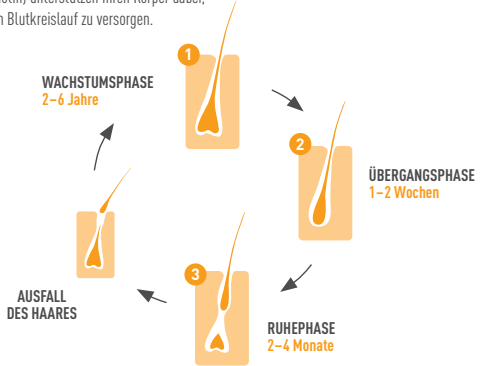 unterstützen Ihren Körper dabei,
Blutkreislauf zu versorgen.
1
WACHSTUMSPHASE
2–6 Jahre
2
ÜBERGANGSPHASE
1–2 Wochen
3
RUHEPHASE
2–4 Monate
AUSFALL
DES HAARES